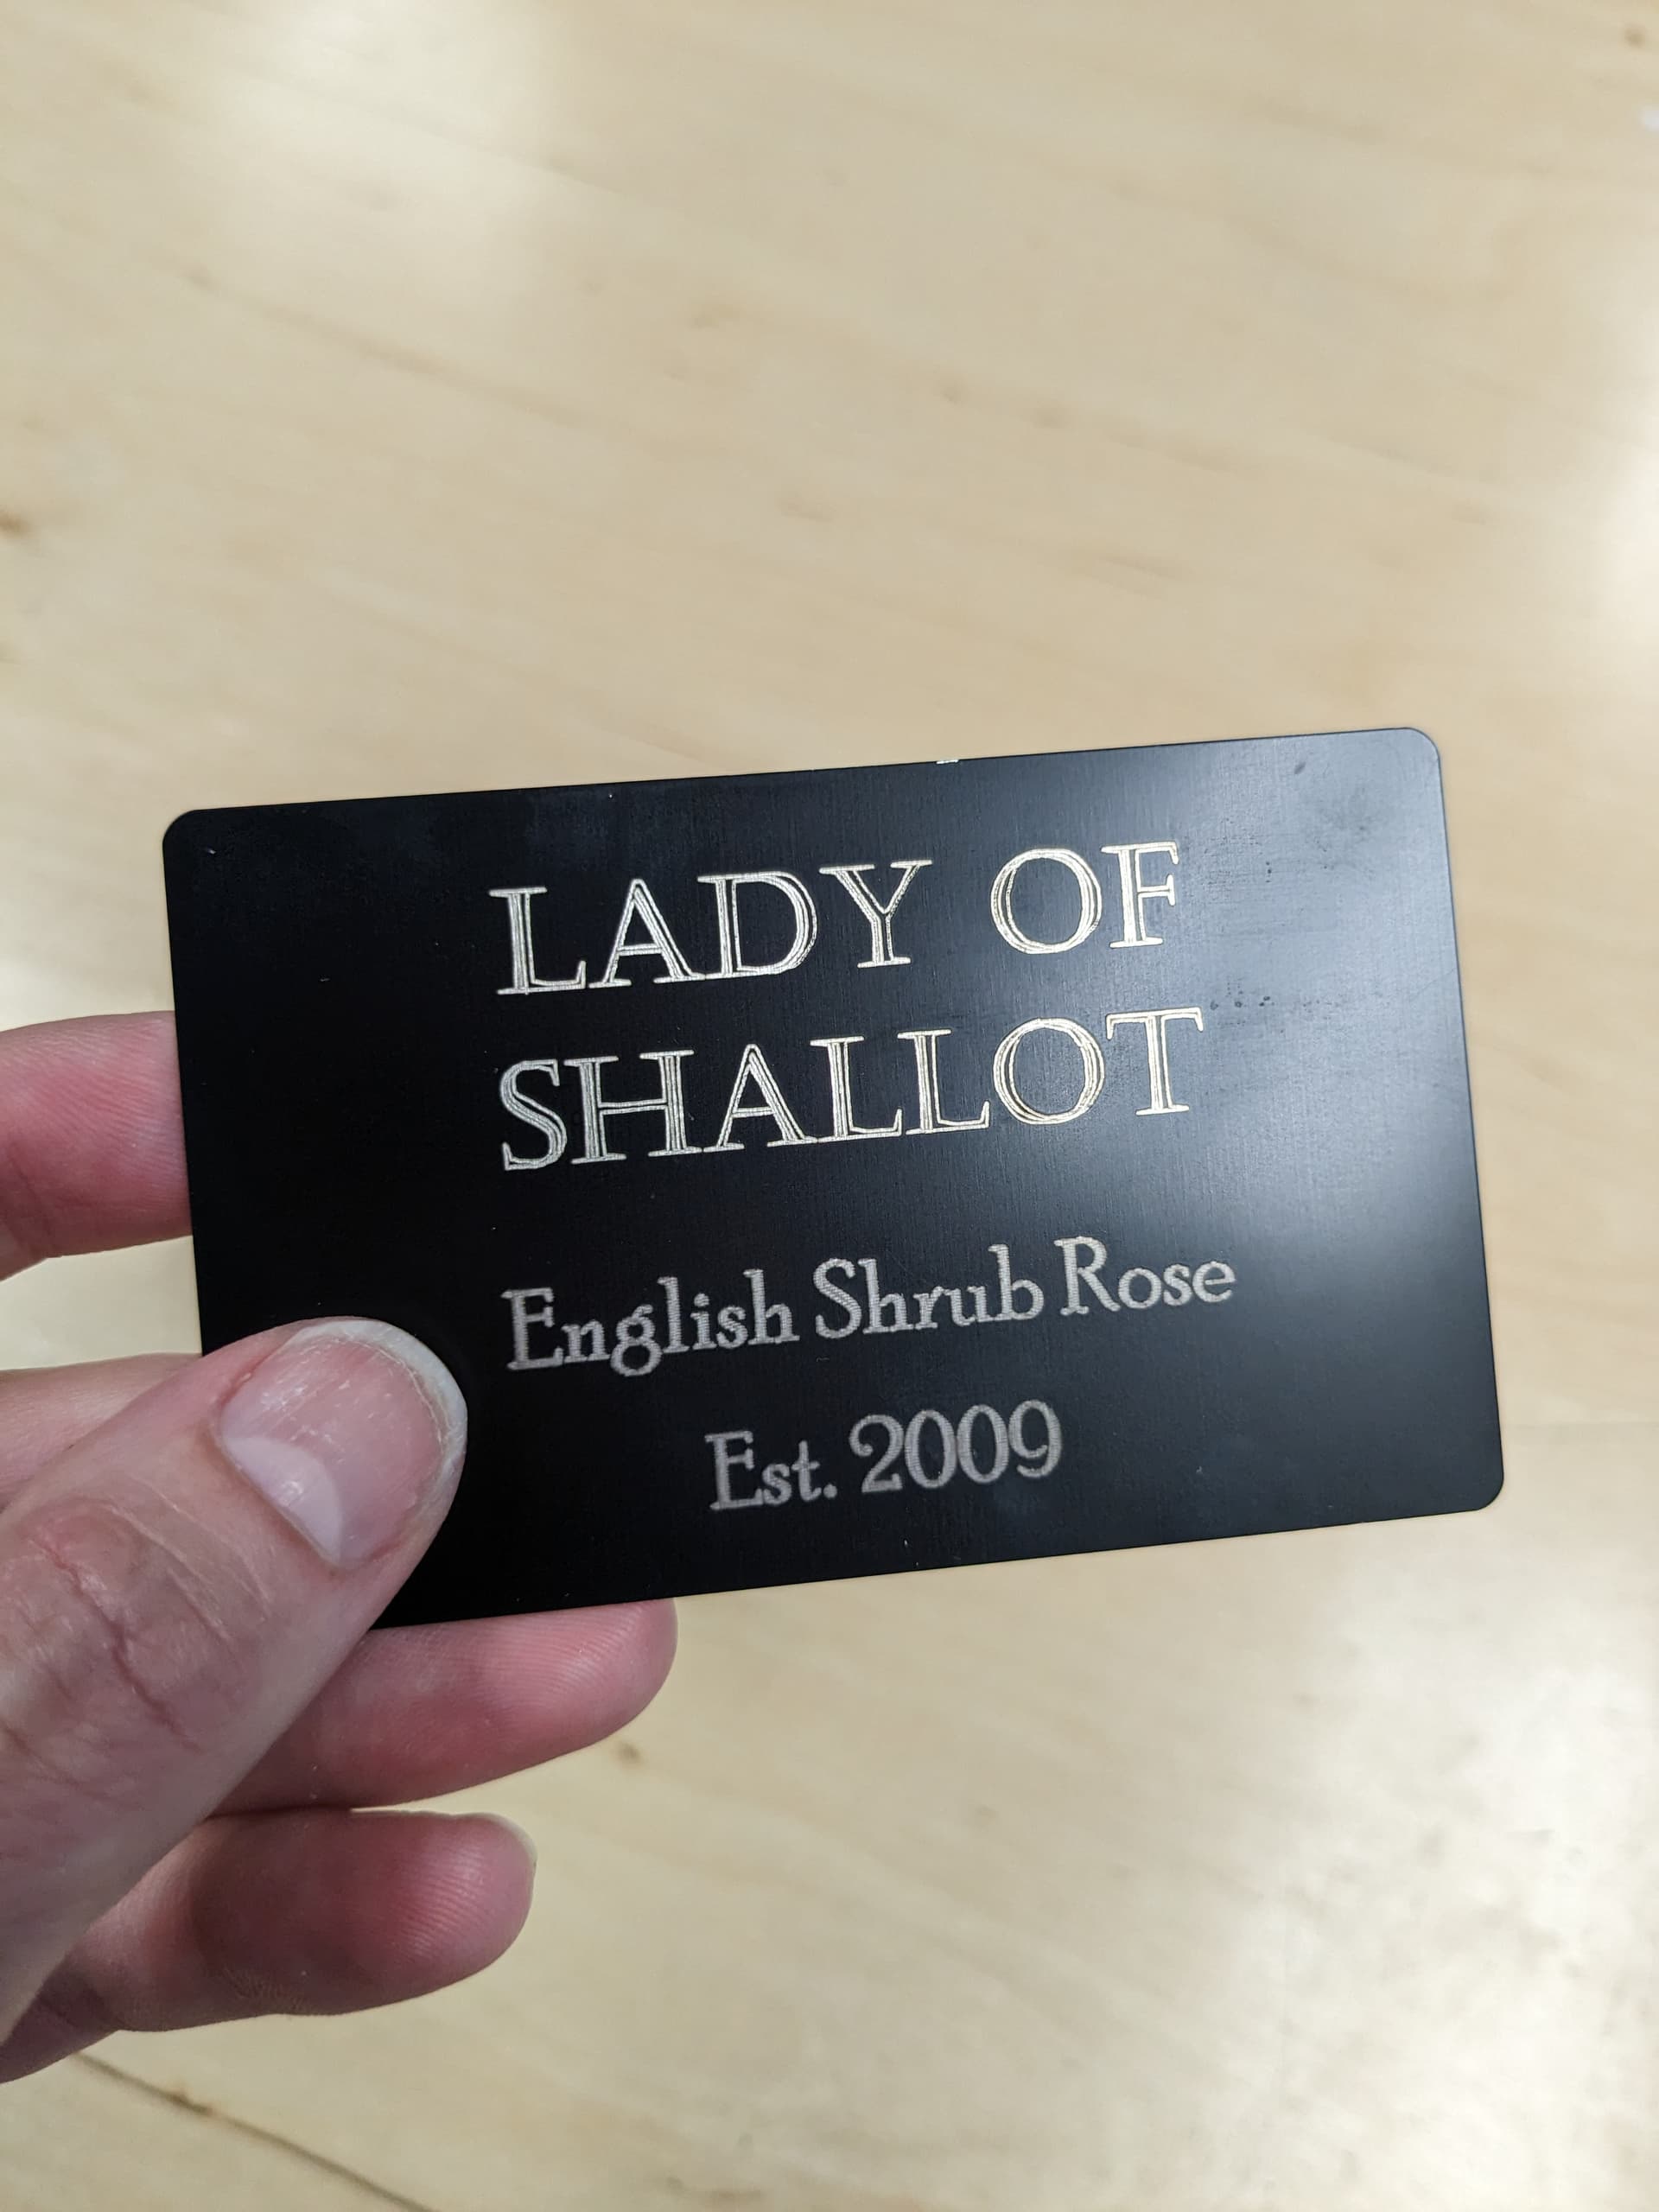 LADY OF
SHALLOT
English Shrub Rose
Est. 2009